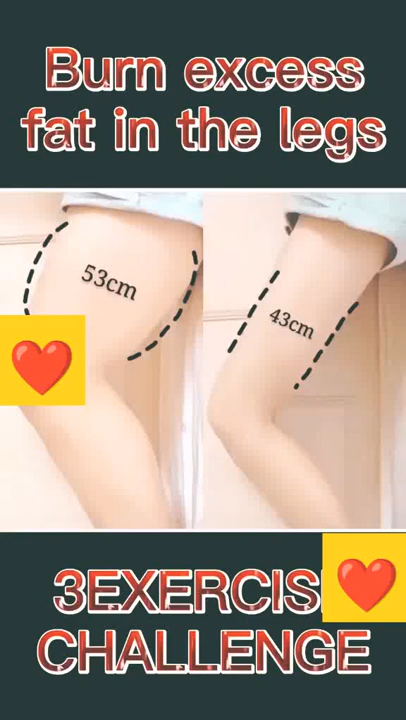 Burn excess
fat in the legs
53cm
43cm
3EXERCIS
CHALLENGE